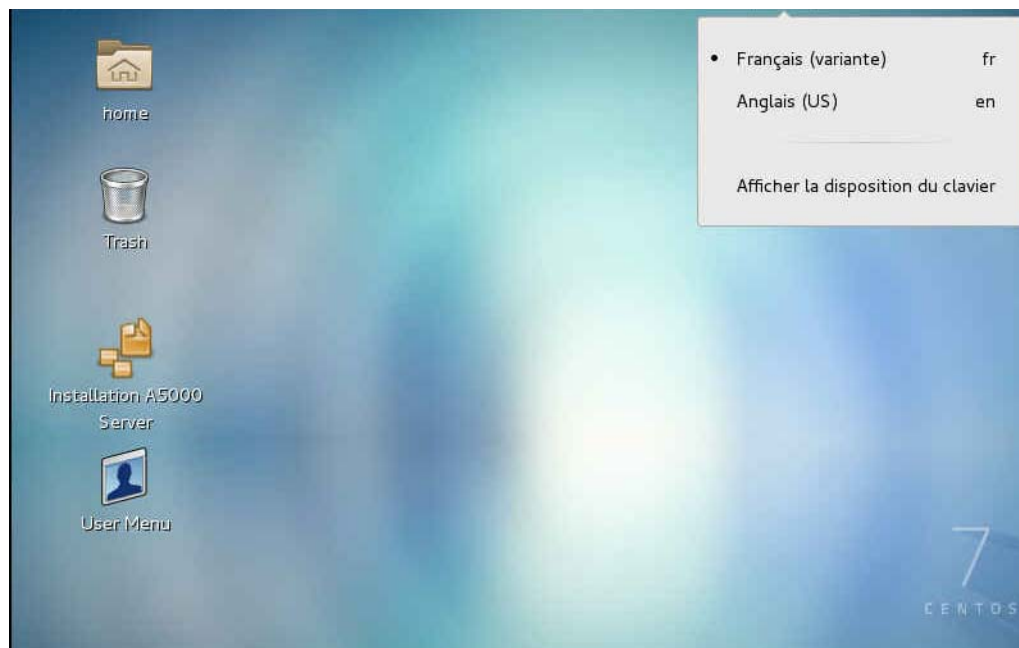 home
Trash
Installation A5000
Server
User Menu
Français (variante) fr
Anglais (US) en
Afficher la disposition du clavier
7
CENTOS